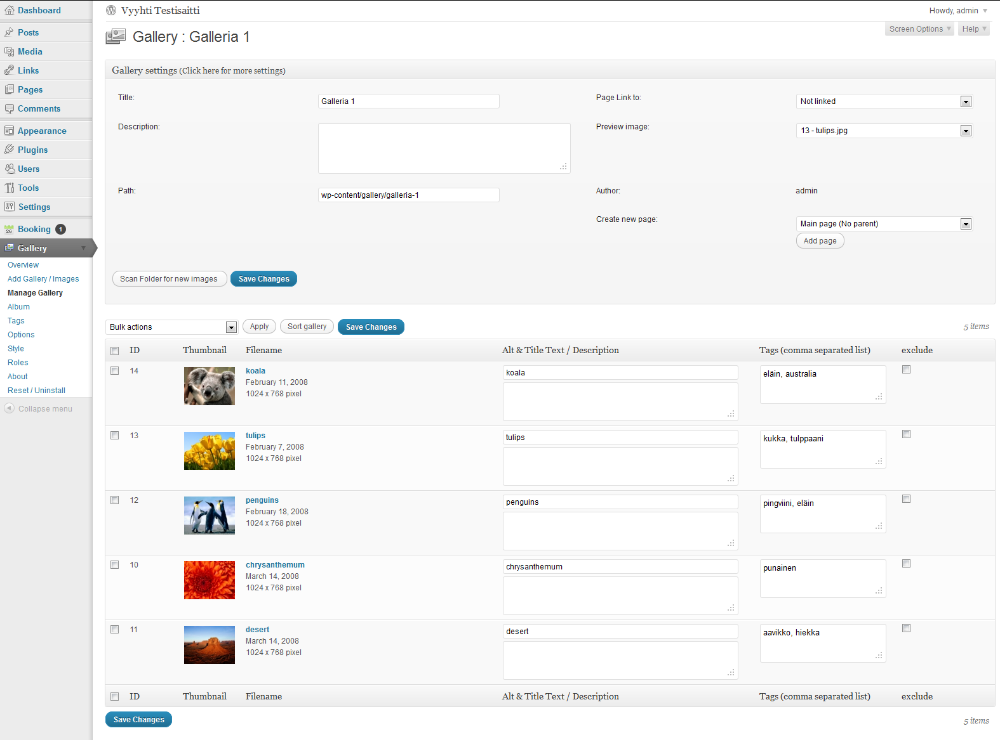 Dashboard
Posts
Media
Links
Pages
Comments
Appearance
Plugins
Users
Tools
Settings
26 Booking 1
Gallery
Overview
Add Gallery / Images
Manage Gallery
Album
Tags
Options
Style
Roles
About
Reset / Uninstall
Collapse menu
Vyyhti Testisaitti
Howdy, admin
Screen Options
Help
Gallery : Galleria 1
Gallery settings (Click here for more settings)
Title:
Galleria 1
Page Link to:
Not linked
Description:
Preview image:
13 - tulips.jpg
Path:
wp-content/gallery/galleria-1
Author:
admin
Create new page:
Main page (No parent)
Add page
Scan Folder for new images
Save Changes
Bulk actions
Apply
Sort gallery
Save Changes
5 items
ID Thumbnail Filename Alt & Title Text / Description Tags (comma separated list) exclude
14
koala
February 11, 2008
1024 x 768 pixel
koala
eläin, australia
13
tulips
February 7, 2008
1024 x 768 pixel
tulips
kukka, tulppaani
12
penguins
February 18, 2008
1024 x 768 pixel
penguins
pingviini, eläin
10
chrysanthemum
March 14, 2008
1024 x 768 pixel
chrysanthemum
punainen
11
desert
March 14, 2008
1024 x 768 pixel
desert
aavikko, hiekka
ID Thumbnail Filename Alt & Title Text / Description Tags (comma separated list) exclude
Save Changes
5 items